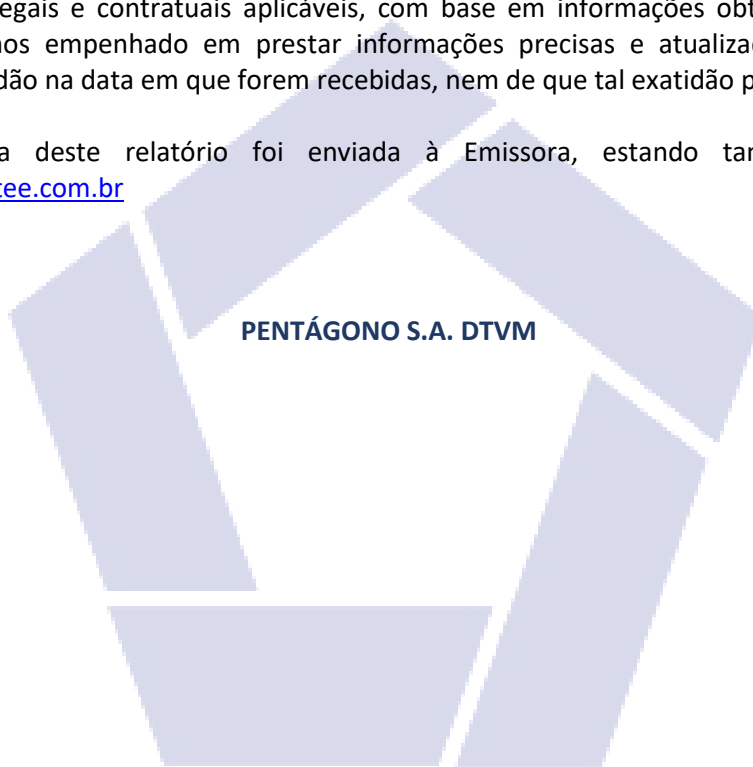 egais e contratuais aplicáveis, com base em informações obt
nos empenhado em prestar informações precisas e atualiza
dão na data em que forem recebidas, nem de que tal exatidão p
a deste relatório foi enviada à Emissora, estando tar
tee.com.br
PENTÁGONO S.A. DTVM